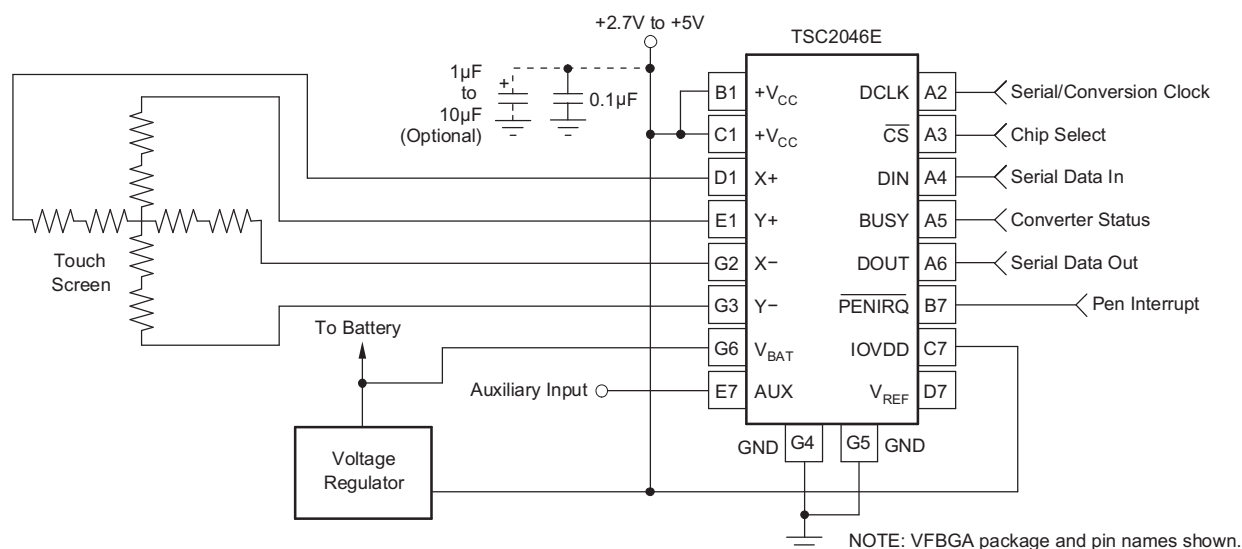 +2.7V to +5V
TSC2046E
1µF
to
10µF
(Optional)
+
0.1µF
B1 +VCC
C1 +VCC
D1 X+
E1 Y+
G2 X−
G3 Y−
G6 VBAT
E7 AUX
DCLK A2 Serial/Conversion Clock
CS A3 Chip Select
DIN A4 Serial Data In
BUSY A5 Converter Status
DOUT A6 Serial Data Out
PENIRQ B7 Pen Interrupt
IOVDD C7
VREF D7
Touch
Screen
To Battery
Auxiliary Input
Voltage
Regulator
GND G4 G5 GND
NOTE: VFBGA package and pin names shown.